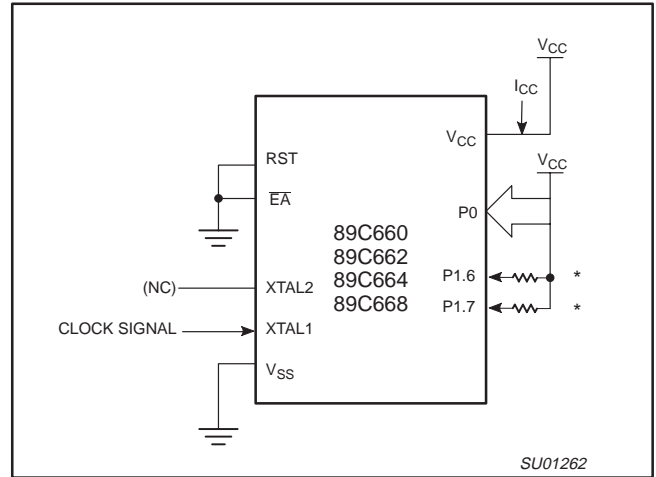 VCC
ICC
VCC
RST
VCC
EA
P0
89C660
89C662
89C664
89C668
P1.6
*
(NC)
XTAL2
P1.7
*
CLOCK SIGNAL
XTAL1
VSS
SU01262